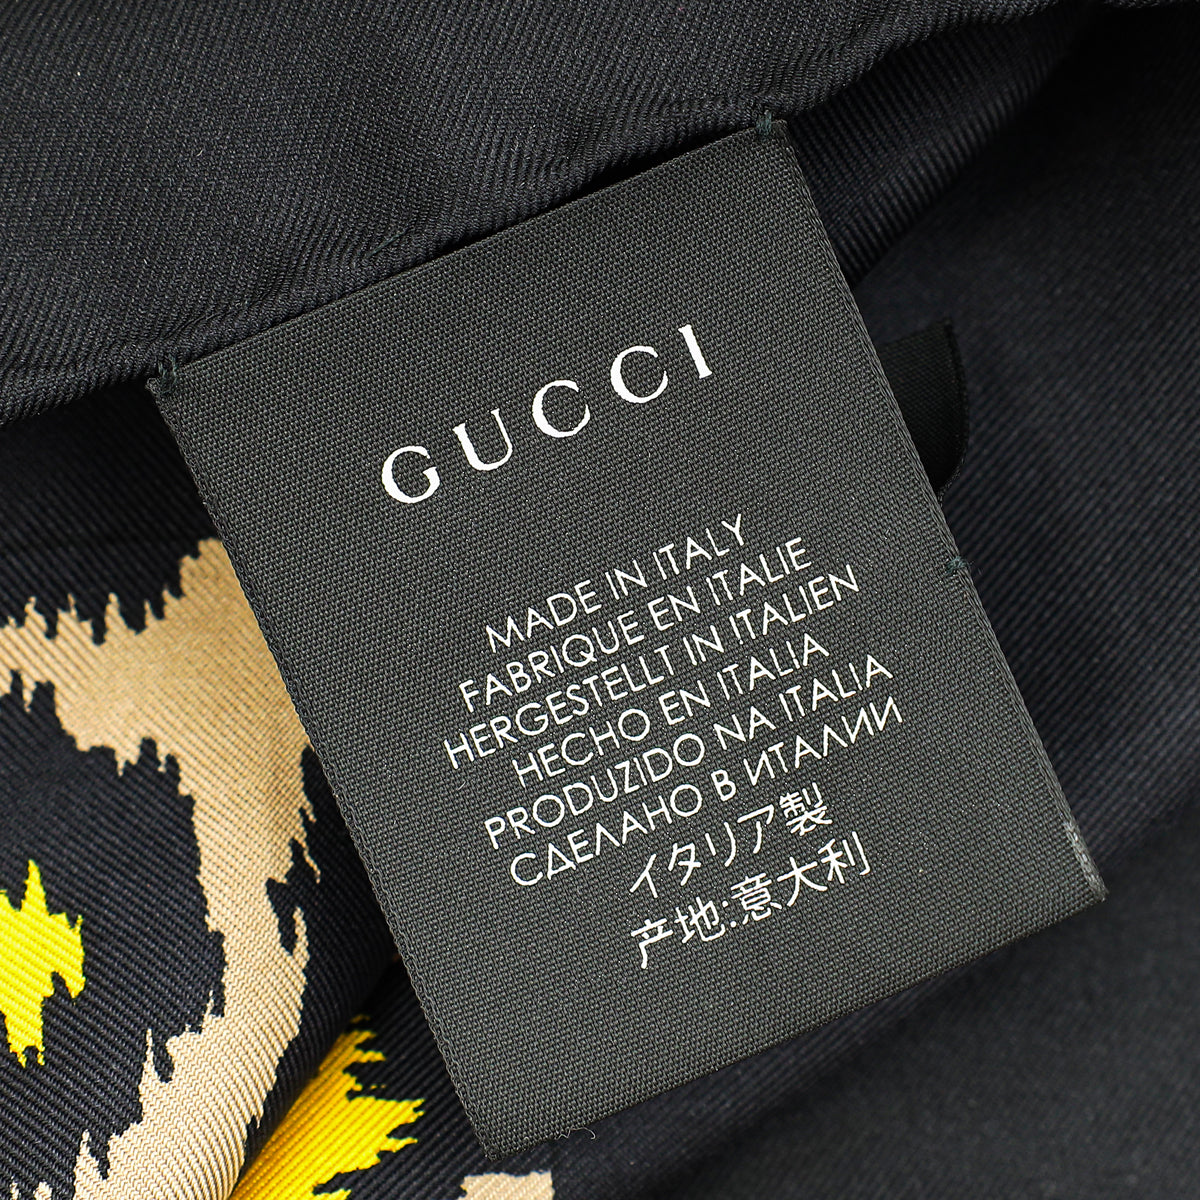 GUCCI
MADE IN ITALY
FABRIQUE EN ITALIE
HERGESTELLT IN ITALIEN
HECHO EN ITALIA
PRODUZIDO NA ITALIA
СДЕЛАНО В ИТАЛИИ
イタリア製
产地:意大利